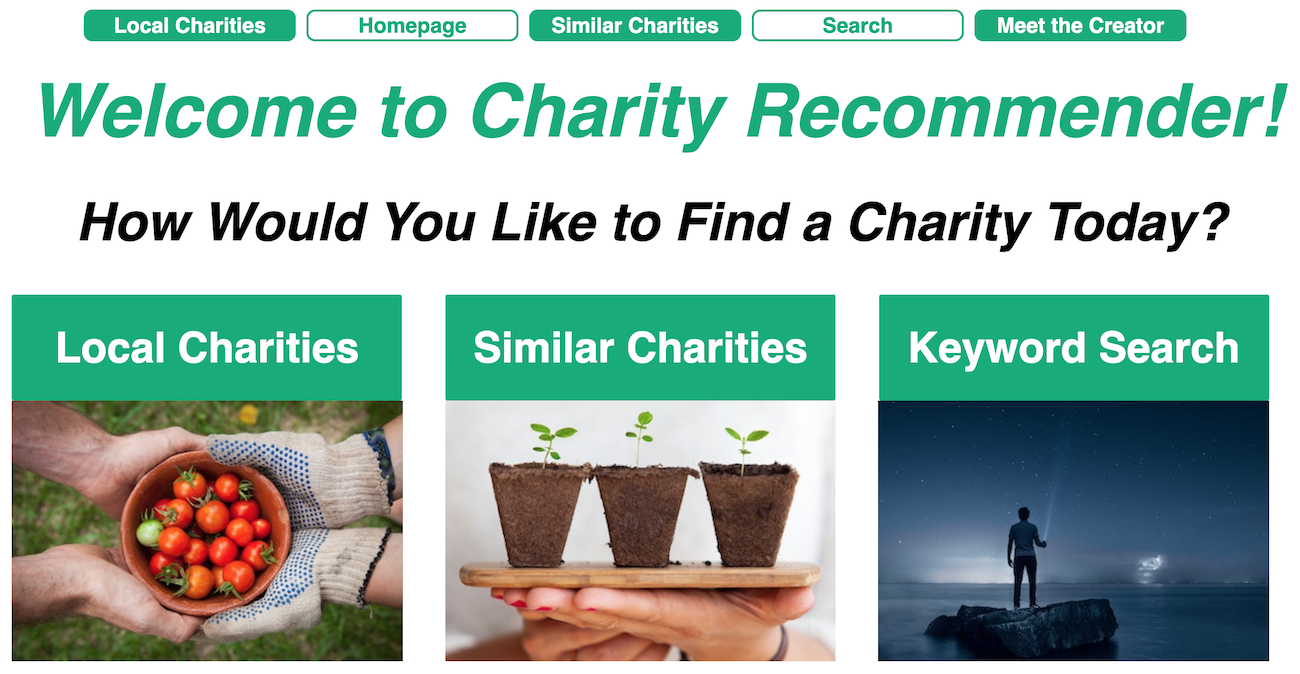 Local Charities
Homepage
Similar Charities
Search
Meet the Creator
Welcome to Charity Recommender!
How Would You Like to Find a Charity Today?
Local Charities
Similar Charities
Keyword Search